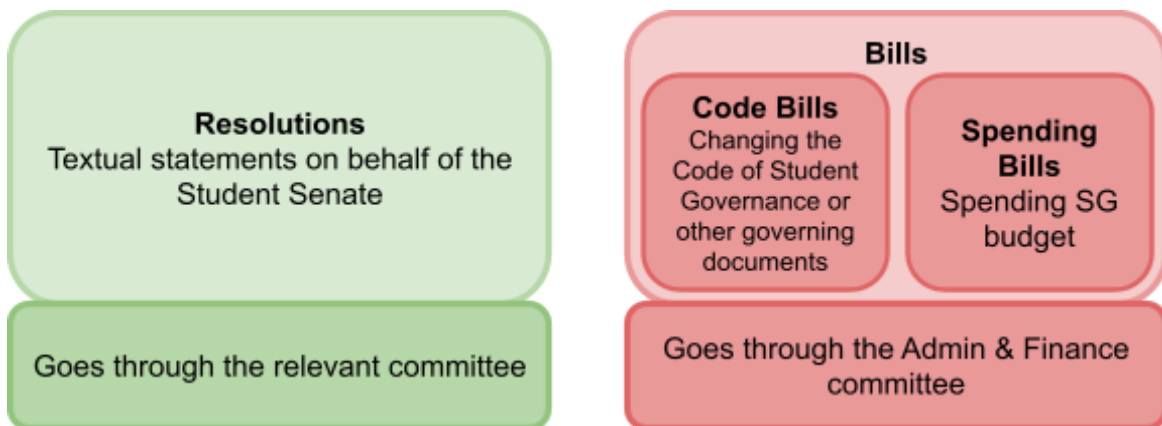 Resolutions
Textual statements on behalf of the
Student Senate
Goes through the relevant committee
Bills
Code Bills
Changing the
Code of Student
Governance or
other governing
documents
Spending
Bills
Spending SG
budget
Goes through the Admin & Finance
committee